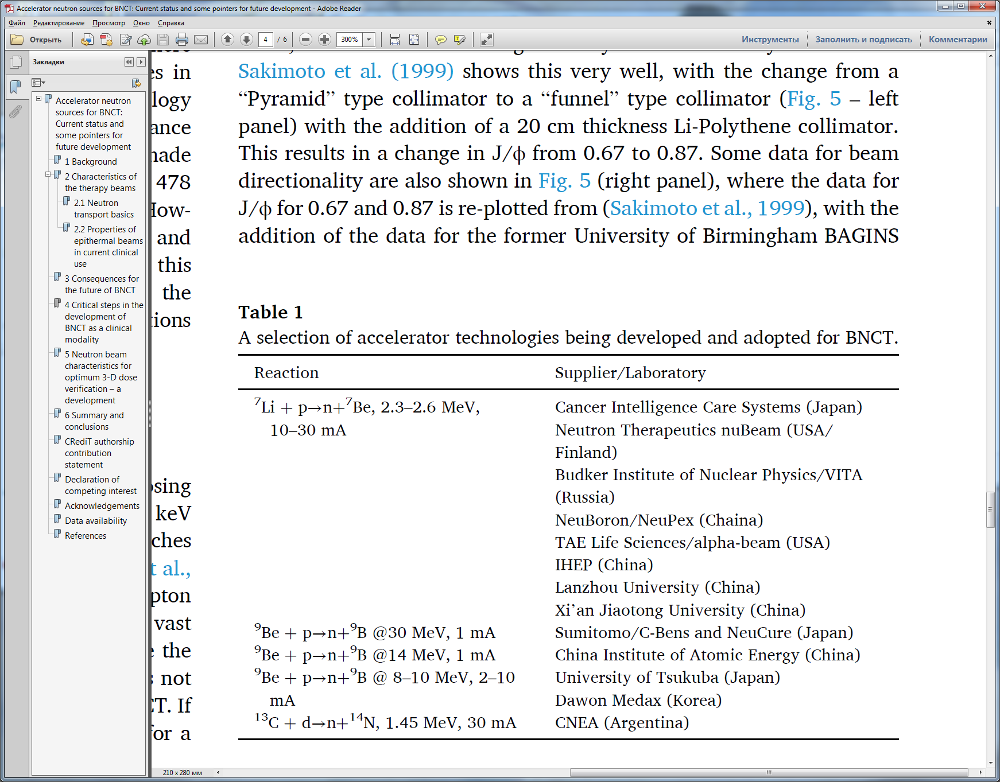 Accelerator neutron sources for BNCT: Current status and some pointers for future development - Adobe Reader
Файл Редактирование Просмотр Окно Справка
Открыть 4 / 6 300% Инструменты Заполнить и подписать Комментарии
Закладки
Accelerator neutron
sources for BNCT:
Current status and
some pointers for
future development
1 Background
2 Characteristics of
the therapy beams
2.1 Neutron
transport basics
2.2 Properties of
epithermal beams
in current clinical
use
3 Consequences for
the future of BNCT
4 Critical steps in the
development of
BNCT as a clinical
modality
5 Neutron beam
characteristics for
optimum 3-D dose
verification – a
development
6 Summary and
conclusions
CRediT authorship
contribution
statement
Declaration of
competing interest
Acknowledgements
Data availability
References
es in
logy
ance
nade
478
How-
and
this
the
tions
osing
keV
ches
t al.,
pton
vast
e the
s not
CT. If
for a
Sakimoto et al. (1999) shows this very well, with the change from a
“Pyramid” type collimator to a “funnel” type collimator (Fig. 5 – left
panel) with the addition of a 20 cm thickness Li-Polythene collimator.
This results in a change in J/ϕ from 0.67 to 0.87. Some data for beam
directionality are also shown in Fig. 5 (right panel), where the data for
J/ϕ for 0.67 and 0.87 is re-plotted from (Sakimoto et al., 1999), with the
addition of the data for the former University of Birmingham BAGINS
Table 1
A selection of accelerator technologies being developed and adopted for BNCT.
Reaction Supplier/Laboratory
⁷Li + p→n+⁷Be, 2.3–2.6 MeV, Cancer Intelligence Care Systems (Japan)
10–30 mA Neutron Therapeutics nuBeam (USA/
Finland)
Budker Institute of Nuclear Physics/VITA
(Russia)
NeuBoron/NeuPex (Chaina)
TAE Life Sciences/alpha-beam (USA)
IHEP (China)
Lanzhou University (China)
Xi’an Jiaotong University (China)
⁹Be + p→n+⁹B @30 MeV, 1 mA Sumitomo/C-Bens and NeuCure (Japan)
⁹Be + p→n+⁹B @14 MeV, 1 mA China Institute of Atomic Energy (China)
⁹Be + p→n+⁹B @ 8–10 MeV, 2–10 University of Tsukuba (Japan)
mA Dawon Medax (Korea)
¹³C + d→n+¹⁴N, 1.45 MeV, 30 mA CNEA (Argentina)
210 x 280 мм